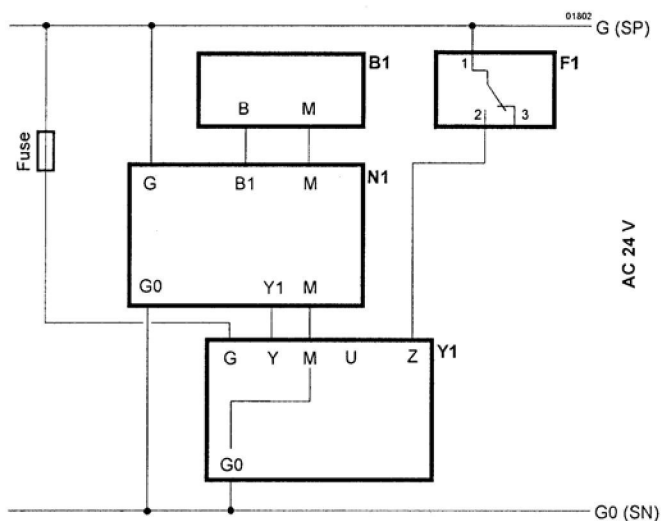 01802
G (SP)
B1
1
F1
B M
2 3
Fuse
G B1 M
N1
AC 24 V
G0 Y1 M
G Y M U Z
Y1
G0
G0 (SN)